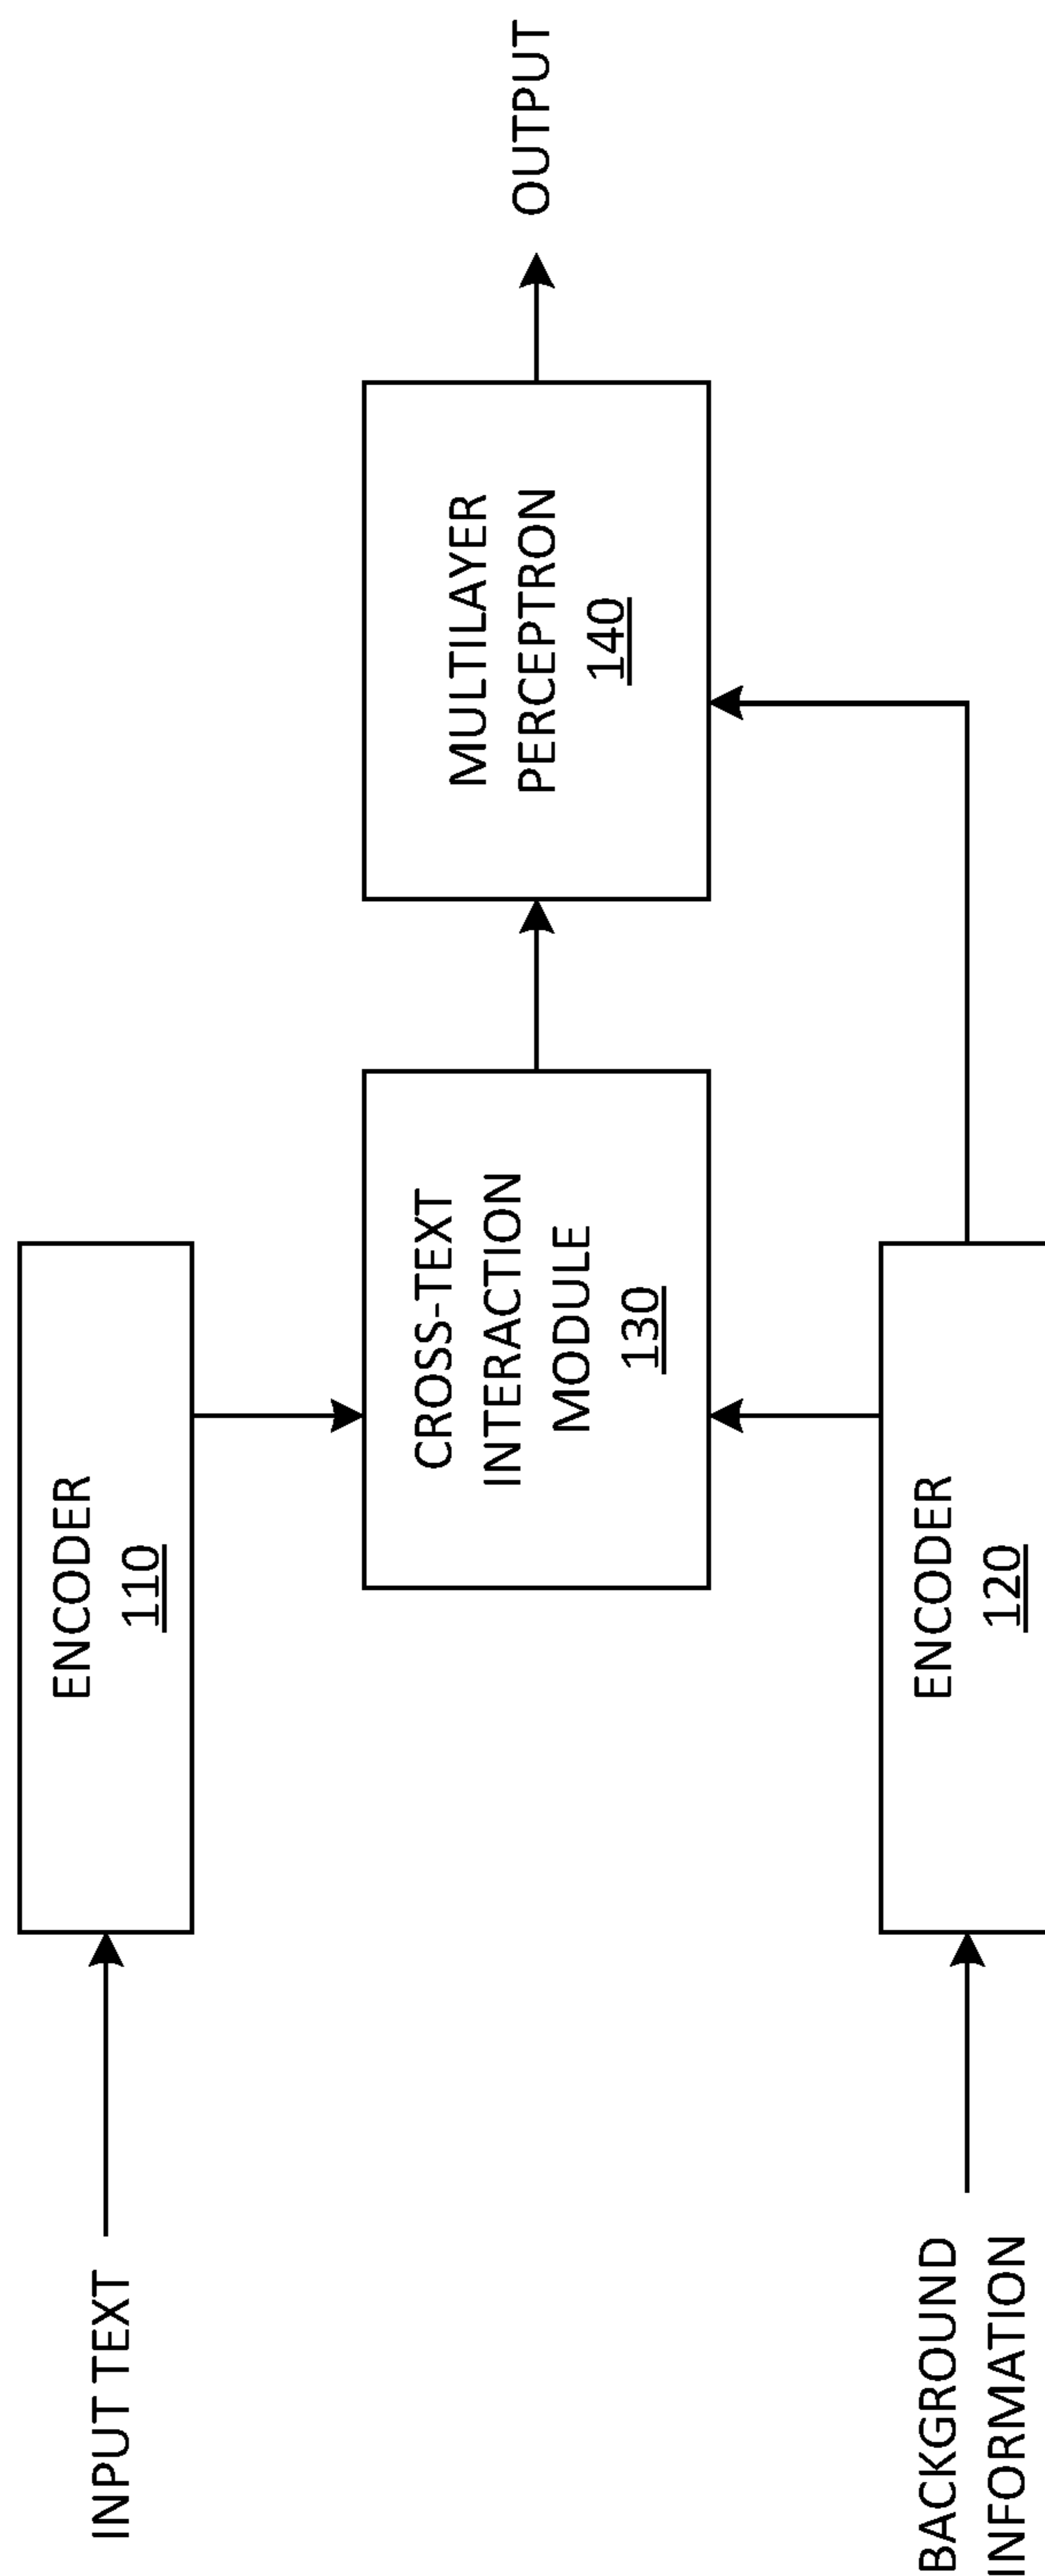 INPUT TEXT
ENCODER
110
CROSS-TEXT
INTERACTION
MODULE
130
MULTILAYER
PERCEPTRON
140
OUTPUT
BACKGROUND
INFORMATION
ENCODER
120